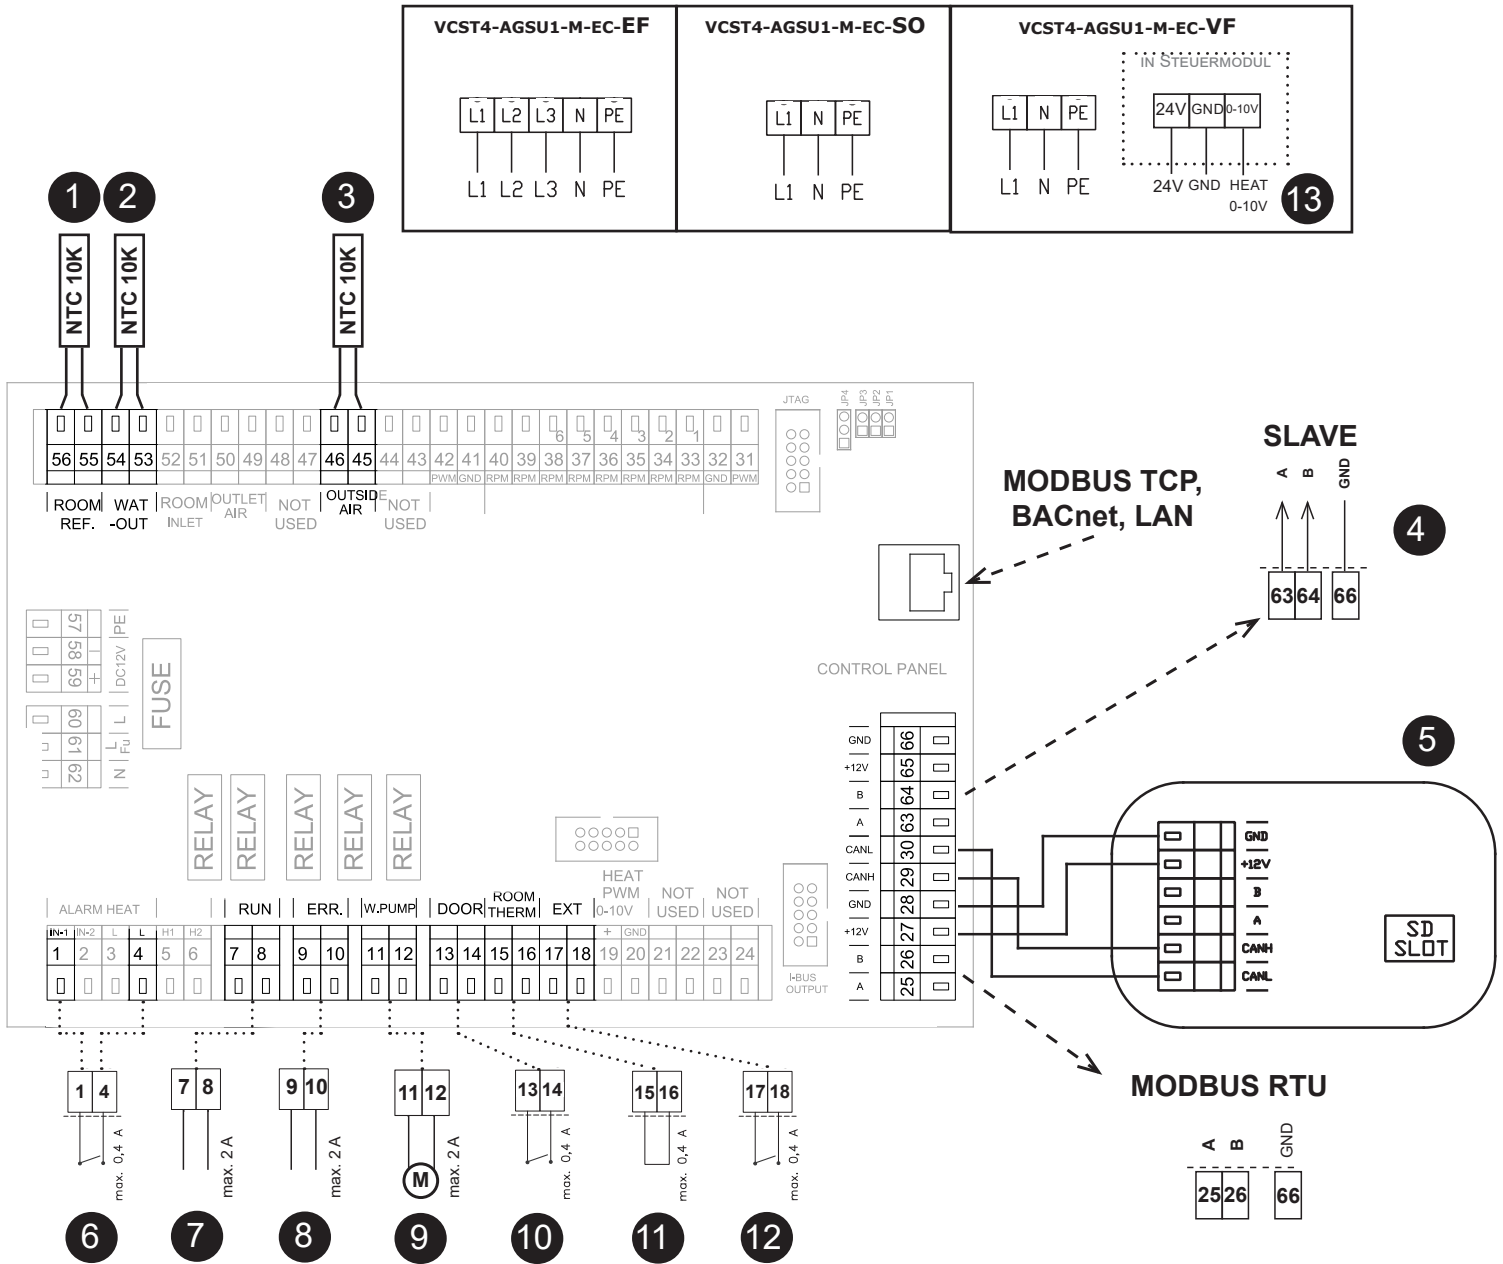 VCST4-AGSU1-M-EC-EF
L1 L2 L3 N PE
L1 L2 L3 N PE
VCST4-AGSU1-M-EC-SO
L1 N PE
L1 N PE
VCST4-AGSU1-M-EC-VF
IN STEUERMODUL
L1 N PE
L1 N PE
24V GND 0-10V
24V GND HEAT
0-10V
13
1
2
3
NTC 10K
NTC 10K
NTC 10K
6 5 4 3 2 1
56 55 54 53 52 51 50 49 48 47 46 45 44 43 42 41 40 39 38 37 36 35 34 33 32 31
PWM GND RPM RPM RPM RPM RPM RPM RPM RPM GND PWM
ROOM
REF.
WAT
-OUT
ROOM
INLET
OUTLET
AIR
NOT
USED
OUTSIDE
AIR
NOT
USED
JTAG
JP4
JP3
JP2
JP1
MODBUS TCP,
BACnet, LAN
SLAVE
A B GND
63 64 66
4
57 PE
58 -
59 +
DC12V
60 L
61 L Fu
62 N
FUSE
RELAY
RELAY
RELAY
RELAY
RELAY
CONTROL PANEL
GND 66
+12V 65
B 64
A 63
CANL 30
CANH 29
GND 28
+12V 27
B 26
A 25
5
GND
+12V
B
A
CANH
CANL
SD
SLOT
HEAT
PWM
0-10V
NOT
USED
NOT
USED
ALARM HEAT
RUN
ERR.
W.PUMP
DOOR
ROOM
THERM
EXT
IN-1 IN-2 L L H1 H2 + GND
1 2 3 4 5 6 7 8 9 10 11 12 13 14 15 16 17 18 19 20 21 22 23 24
I-BUS
OUTPUT
1 4
max. 0,4 A
6
7 8
max. 2 A
7
9 10
max. 2 A
8
11 12
M
max. 2 A
9
13 14
max. 0,4 A
10
15 16
max. 0,4 A
11
17 18
max. 0,4 A
12
MODBUS RTU
A B GND
25 26 66